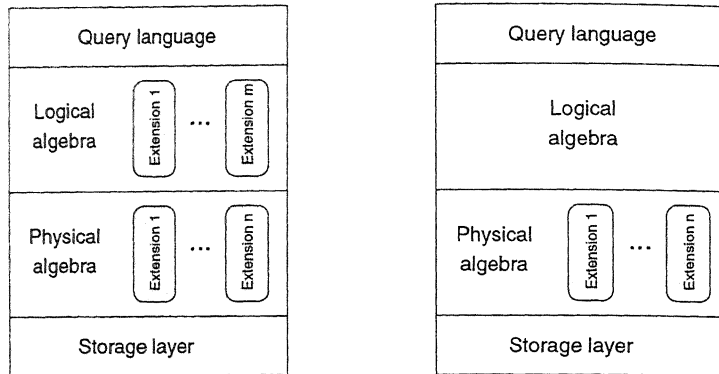 Query language
Logical
algebra
Extension 1
...
Extension m
Physical
algebra
Extension 1
...
Extension n
Storage layer
Query language
Logical
algebra
Physical
algebra
Extension 1
...
Extension n
Storage layer